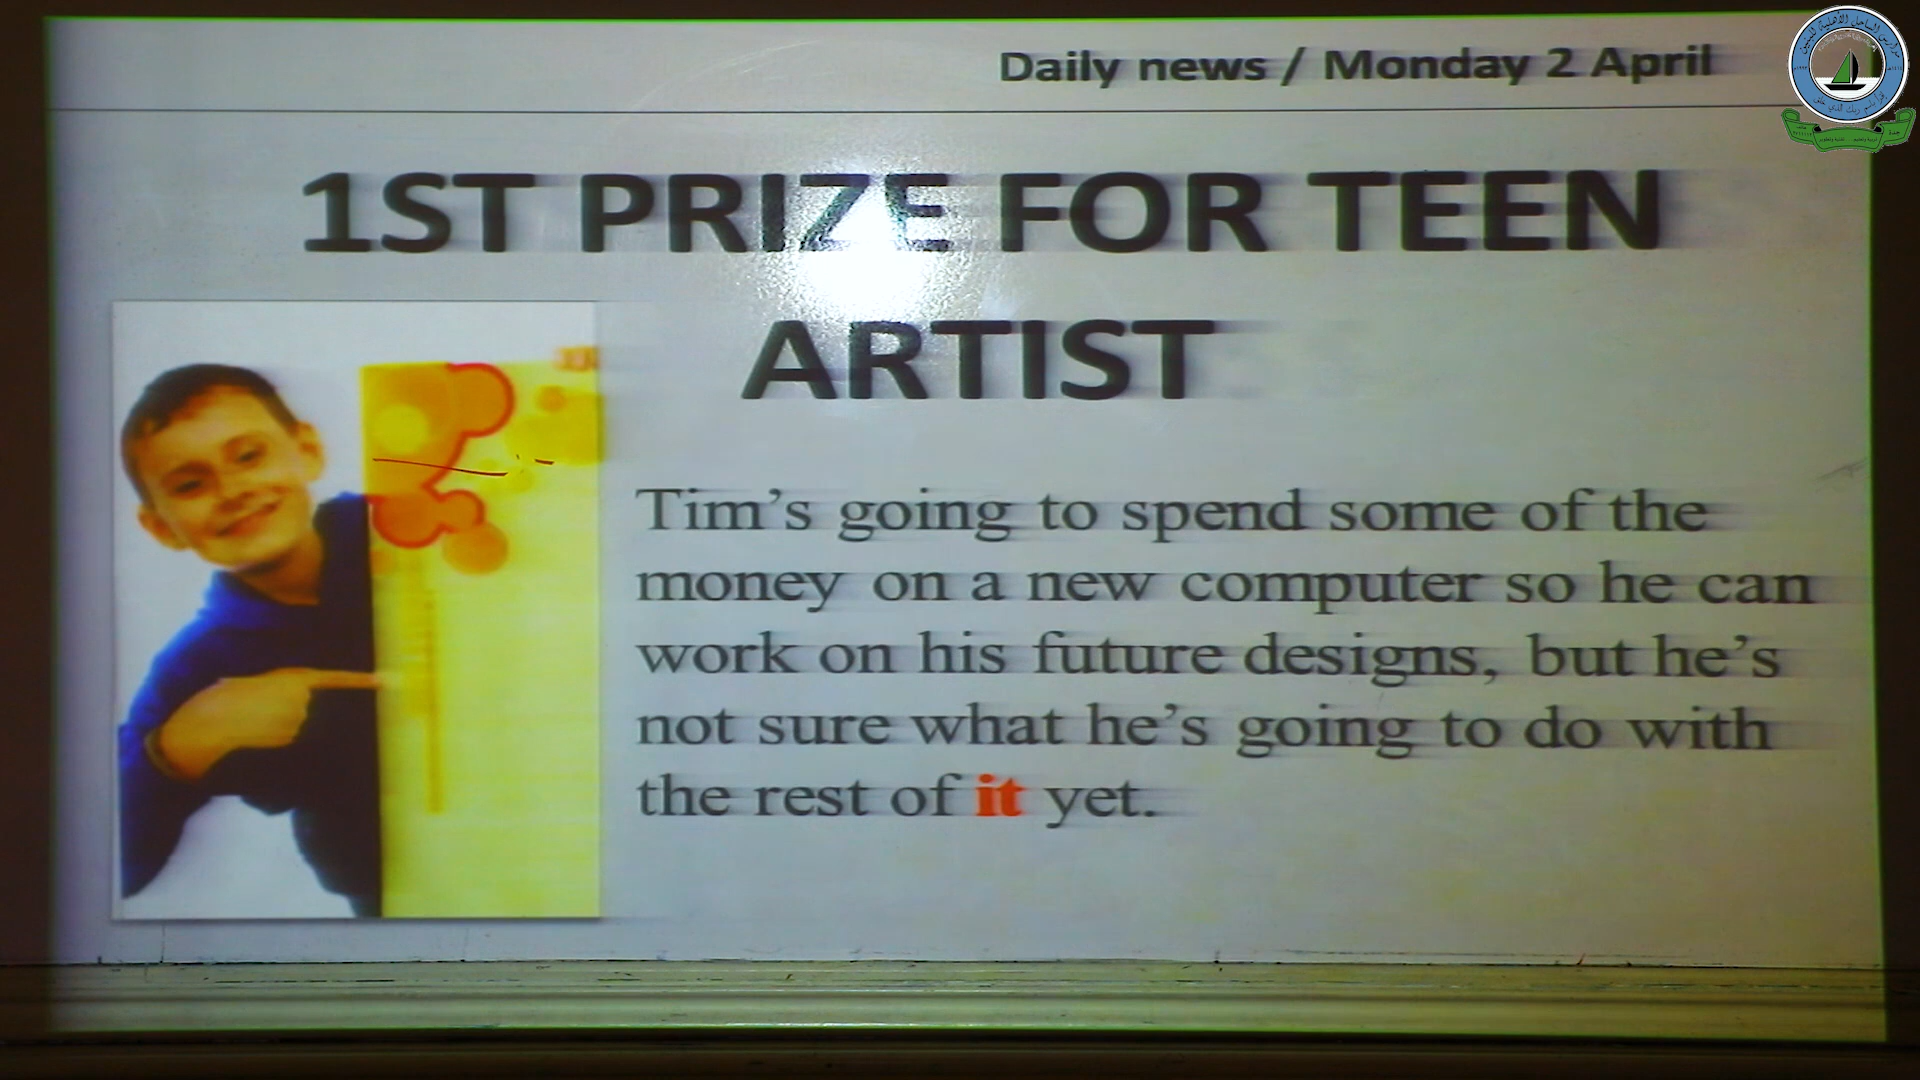 Daily news / Monday 2 April
1ST PRIZE FOR TEEN
ARTIST
Tim's going to spend some of the
money on a new computer so he can
work on his future designs, but he's
not sure what he's going to do with
the rest of it yet.